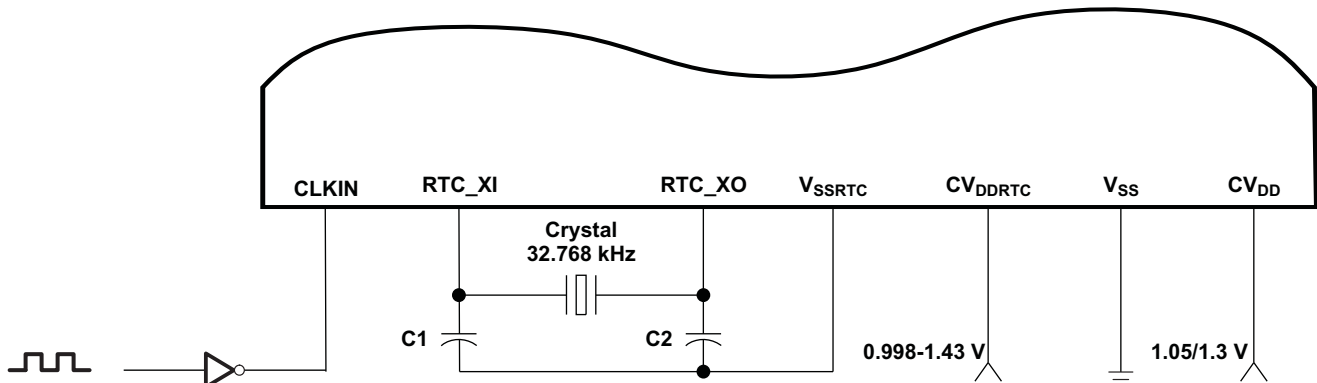 CLKIN RTC_XI RTC_XO VSSRTC CVDDRTC VSS CVDD
Crystal
32.768 kHz
C1 C2 0.998-1.43 V 1.05/1.3 V